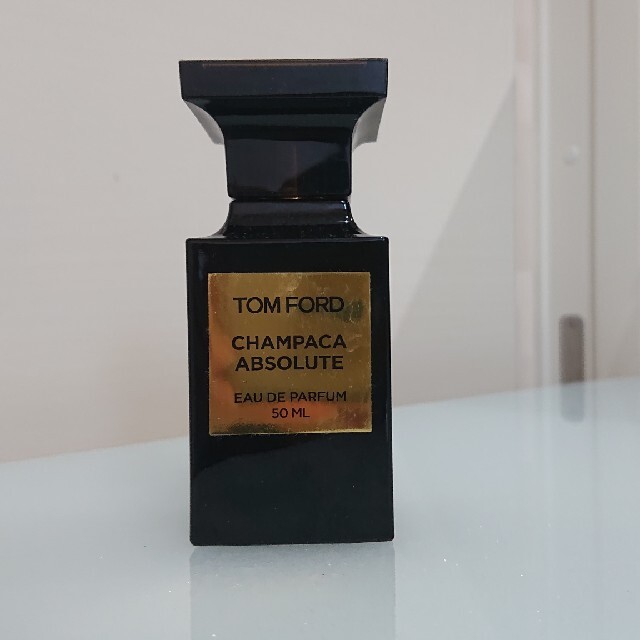 TOM FORD
CHAMPACA
ABSOLUTE
EAU DE PARFUM
50 ML